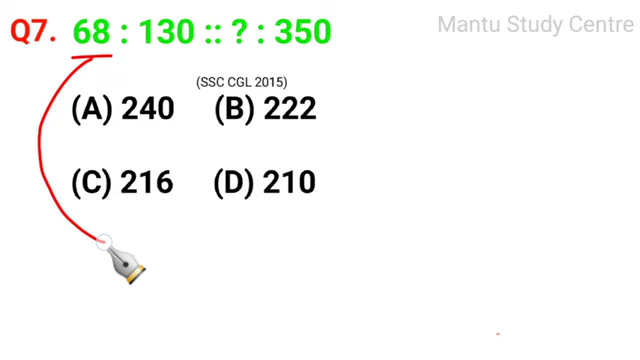 Mantu Study Centre
Q7. 68 : 130 :: ? : 350
(SSC CGL 2015)
(A) 240 (B) 222
(C) 216 (D) 210